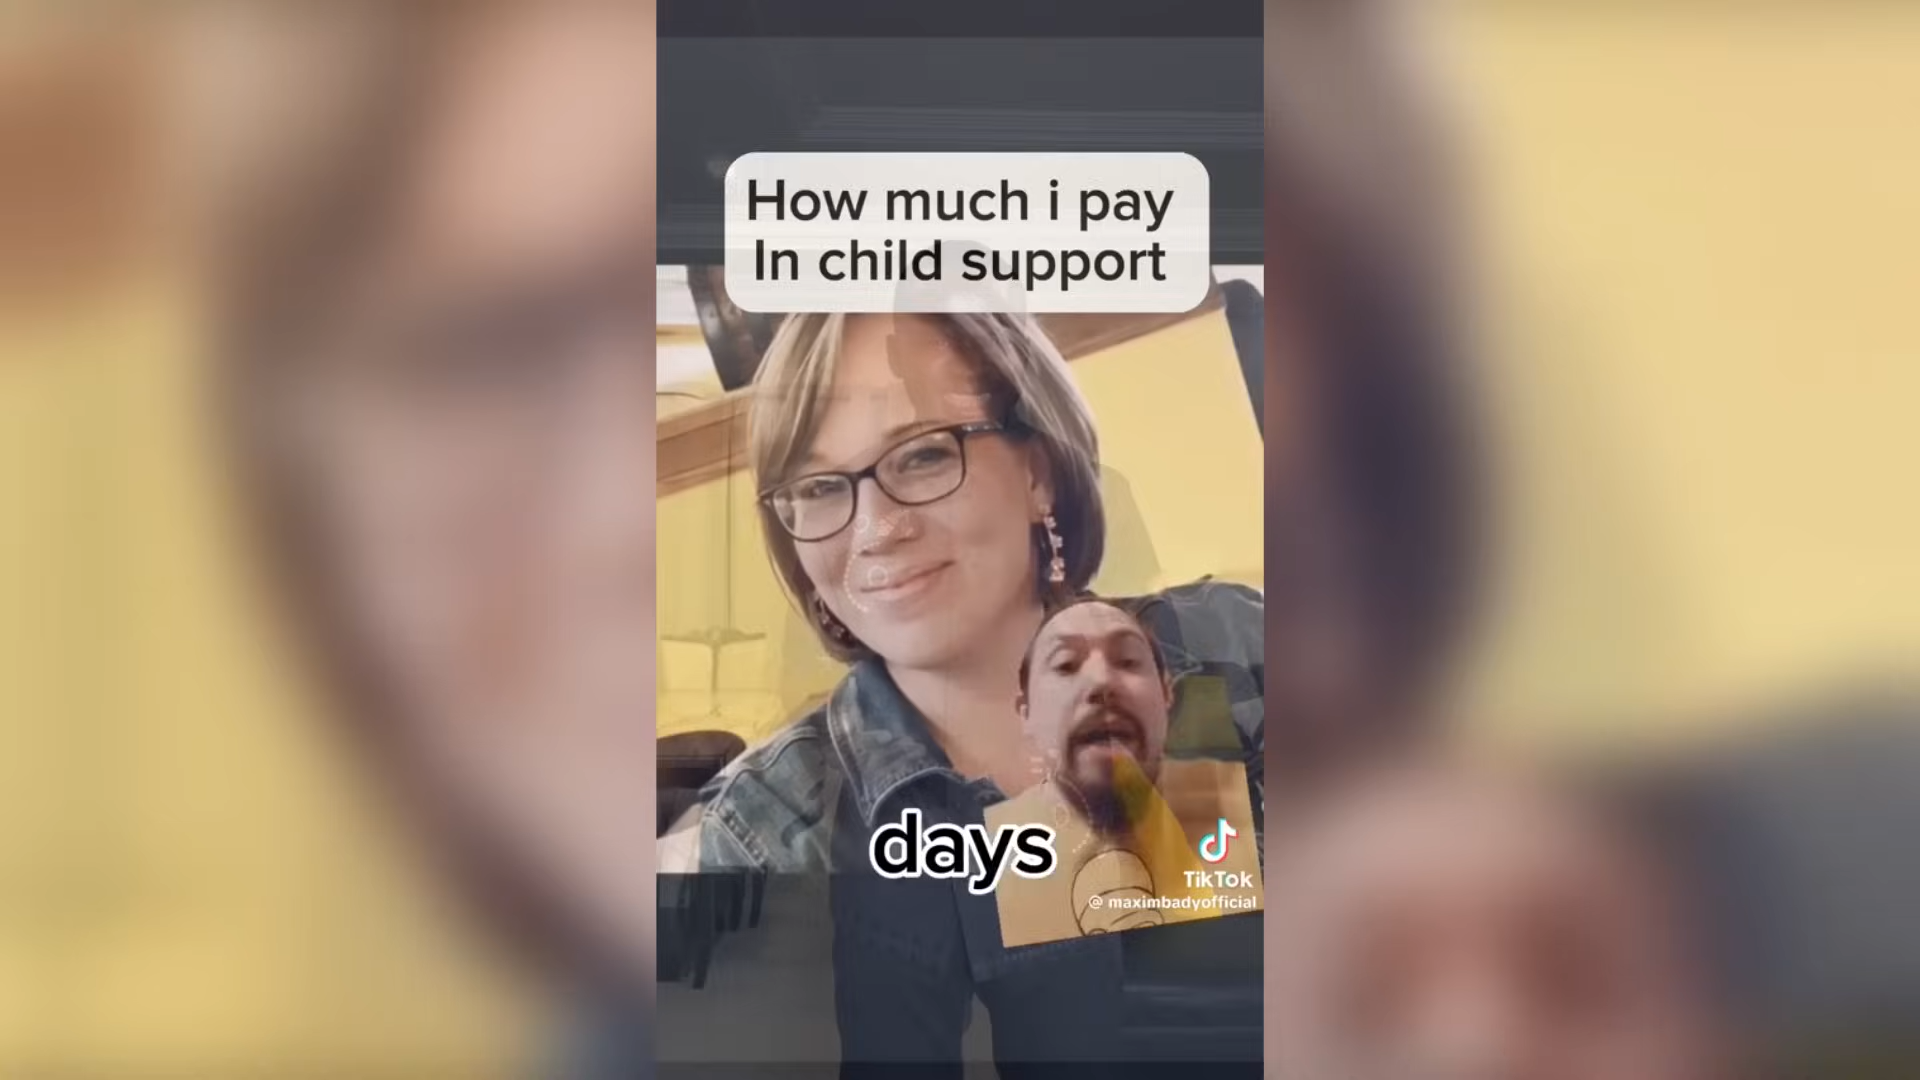 How much i pay
In child support
days
TikTok
@ maximbadyofficial